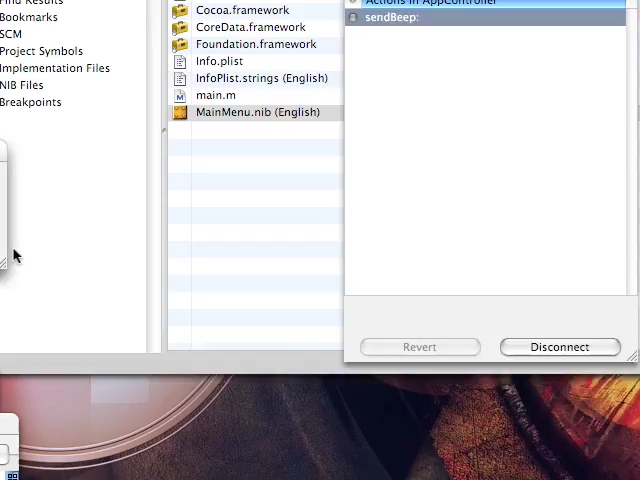 Find Results
Bookmarks
SCM
Project Symbols
Implementation Files
NIB Files
Breakpoints
Cocoa.framework
CoreData.framework
Foundation.framework
Info.plist
InfoPlist.strings (English)
main.m
MainMenu.nib (English)
Actions in AppController
sendBeep:
Revert
Disconnect